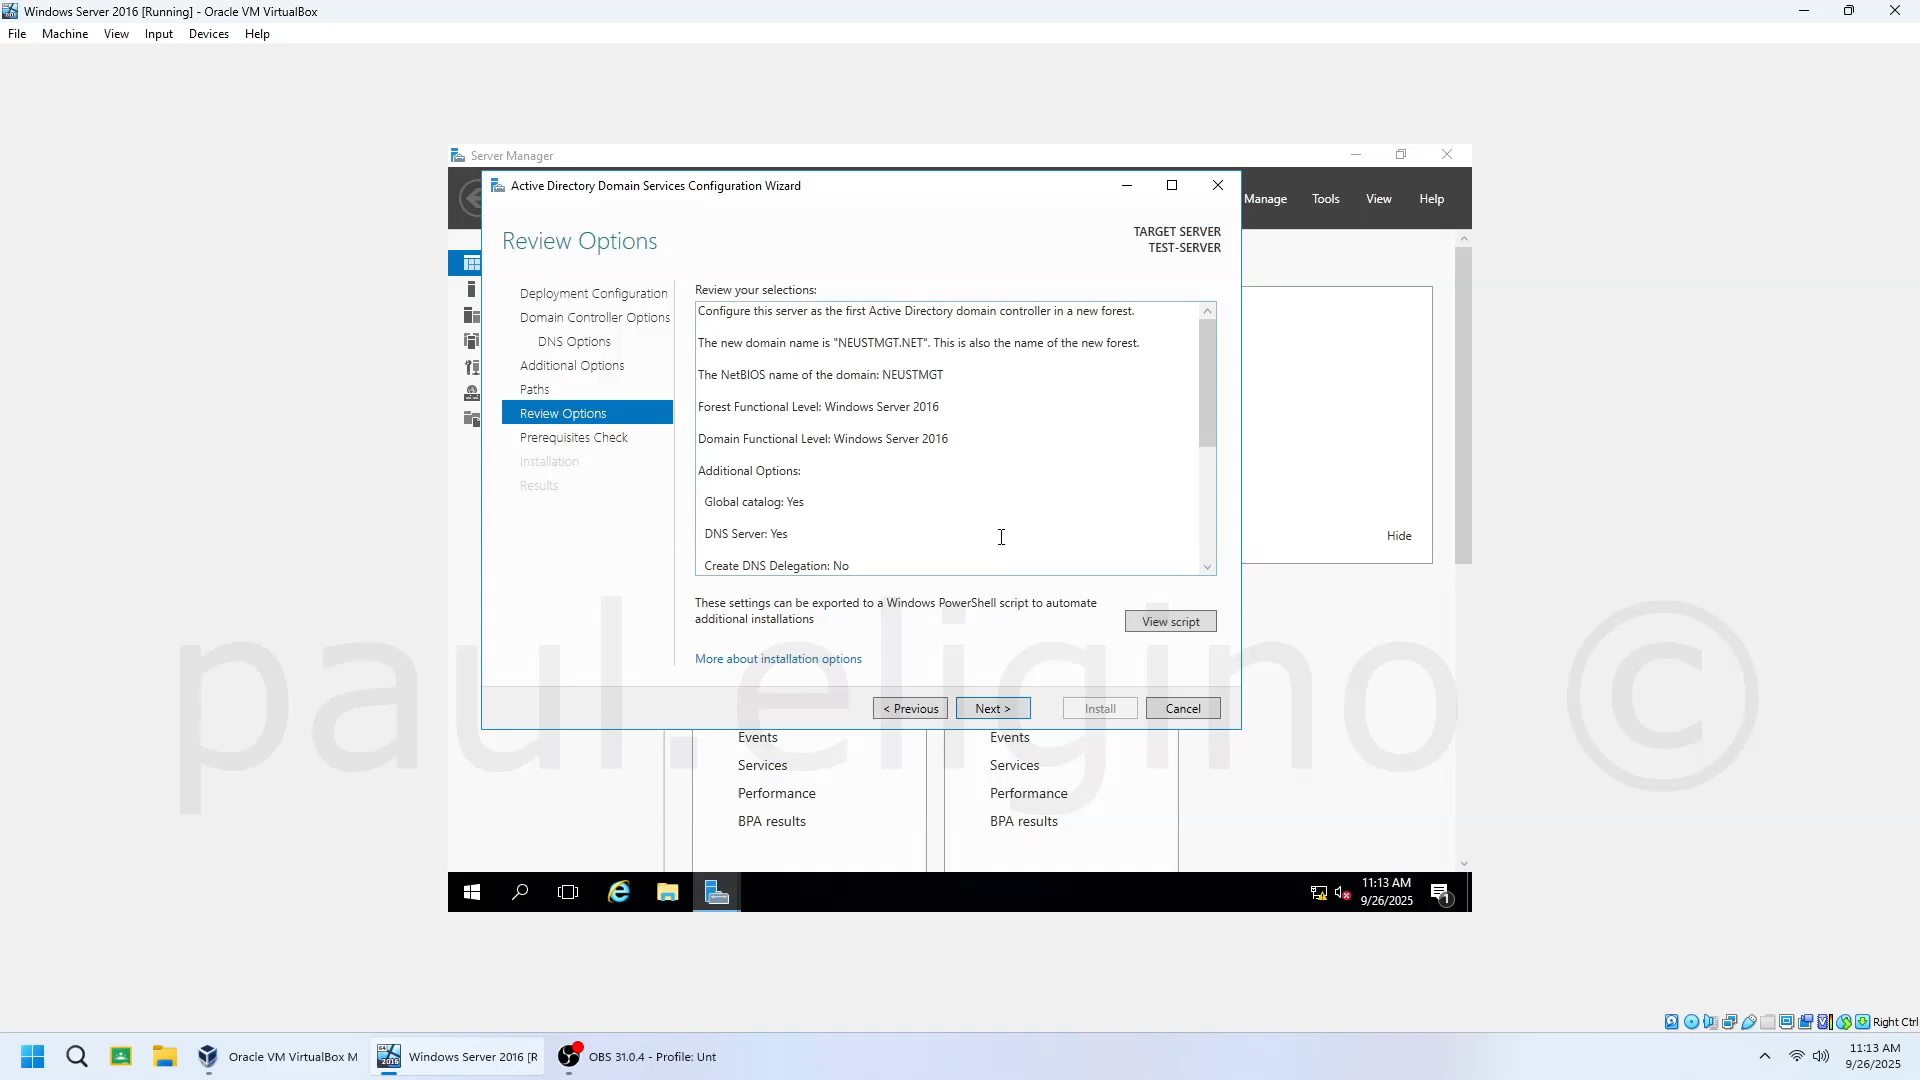 Windows Server 2016 [Running] - Oracle VM VirtualBox
File Machine View Input Devices Help
Server Manager
Manage Tools View Help
Active Directory Domain Services Configuration Wizard
Review Options
TARGET SERVER
TEST-SERVER
Deployment Configuration
Domain Controller Options
DNS Options
Additional Options
Paths
Review Options
Prerequisites Check
Installation
Results
Review your selections:
Configure this server as the first Active Directory domain controller in a new forest.
The new domain name is "NEUSTMGT.NET". This is also the name of the new forest.
The NetBIOS name of the domain: NEUSTMGT
Forest Functional Level: Windows Server 2016
Domain Functional Level: Windows Server 2016
Additional Options:
Global catalog: Yes
DNS Server: Yes
Create DNS Delegation: No
These settings can be exported to a Windows PowerShell script to automate
additional installations
View script
More about installation options
< Previous Next > Install Cancel
Hide
paul.eligino ©
Events Events
Services Services
Performance Performance
BPA results BPA results
11:13 AM
9/26/2025
1
Right Ctrl
Oracle VM VirtualBox M
64
2016
Windows Server 2016 [R
OBS 31.0.4 - Profile: Unt
11:13 AM
9/26/2025